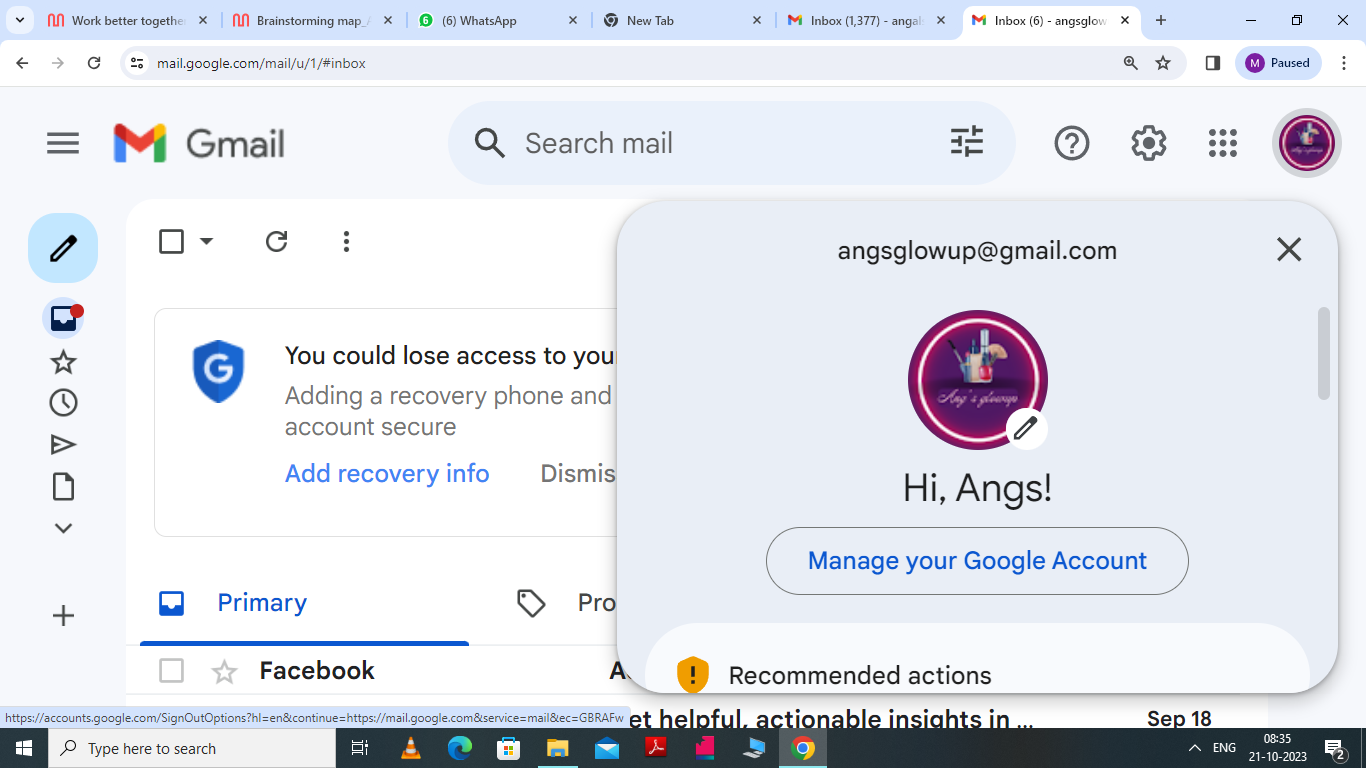 Work better together
Brainstorming map_
(6) WhatsApp
New Tab
Inbox (1,377) - anga
Inbox (6) - angsglow
mail.google.com/mail/u/1/#inbox
M
Paused
Gmail
Search mail
angsglowup@gmail.com
You could lose access to you
Adding a recovery phone and
account secure
Add recovery info
Dismis
Ang's glowup
Hi, Angs!
Manage your Google Account
Primary
Pro
Recommended actions
Facebook
A
https://accounts.google.com/SignOutOptions?hl=en&continue=https://mail.google.com&service=mail&ec=GBRAFw
et helpful, actionable insights in ...
Sep 18
Type here to search
ENG
08:35
21-10-2023
2